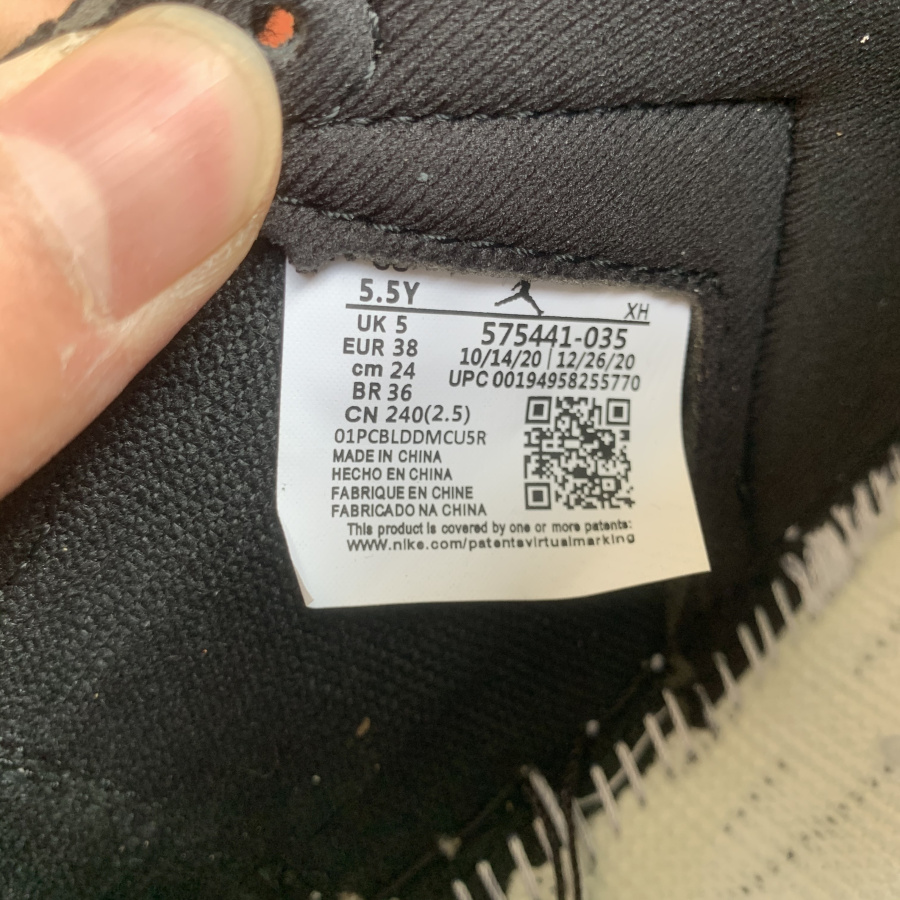 5.5Y
XH
UK 5
EUR 38
cm 24
BR 36
CN 240(2.5)
575441-035
10/14/20 | 12/26/20
UPC 00194958255770
01PCBLDDMCU5R
MADE IN CHINA
HECHO EN CHINA
FABRIQUE EN CHINE
FABRICADO NA CHINA
This product is covered by one or more patents:
www.nike.com/patentsvirtualmarking